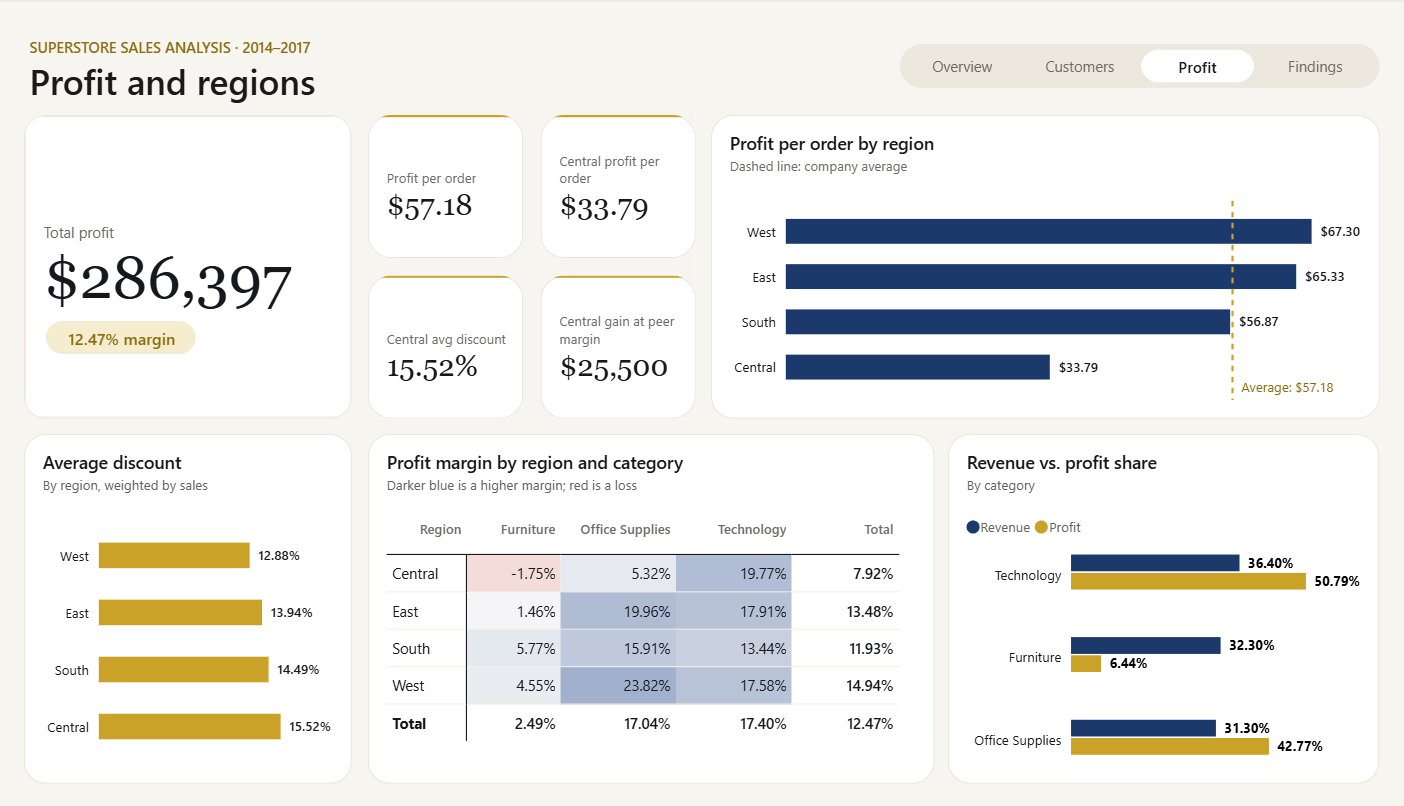 SUPERSTORE SALES ANALYSIS · 2014–2017
Profit and regions
Overview
Customers
Profit
Findings
Total profit
$286,397
12.47% margin
Profit per order
$57.18
Central profit per
order
$33.79
Central avg discount
15.52%
Central gain at peer
margin
$25,500
Profit per order by region
Dashed line: company average
West $67.30
East $65.33
South $56.87
Central $33.79
Average: $57.18
Average discount
By region, weighted by sales
West 12.88%
East 13.94%
South 14.49%
Central 15.52%
Profit margin by region and category
Darker blue is a higher margin; red is a loss
Region Furniture Office Supplies Technology Total
Central -1.75% 5.32% 19.77% 7.92%
East 1.46% 19.96% 17.91% 13.48%
South 5.77% 15.91% 13.44% 11.93%
West 4.55% 23.82% 17.58% 14.94%
Total 2.49% 17.04% 17.40% 12.47%
Revenue vs. profit share
By category
Revenue Profit
Technology 36.40%
50.79%
Furniture 32.30%
6.44%
Office Supplies 31.30%
42.77%